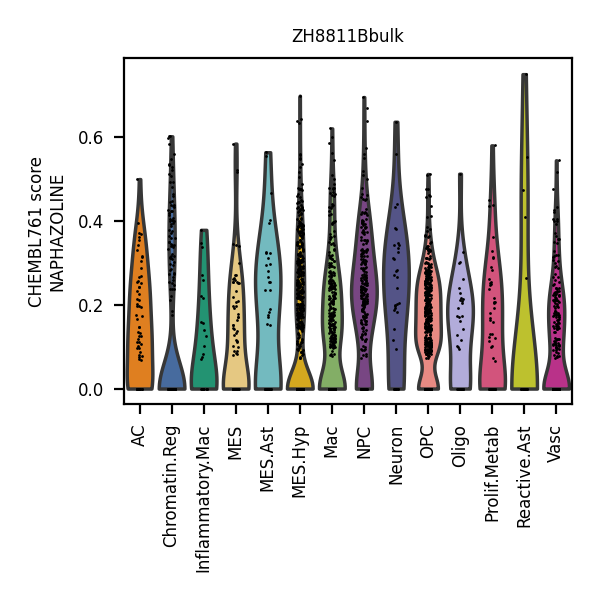 ZH8811Bbulk
CHEMBL761 score
NAPHAZOLINE
0.6
0.4
0.2
0.0
AC
Chromatin.Reg
Inflammatory.Mac
MES
MES.Ast
MES.Hyp
Mac
NPC
Neuron
OPC
Oligo
Prolif.Metab
Reactive.Ast
Vasc